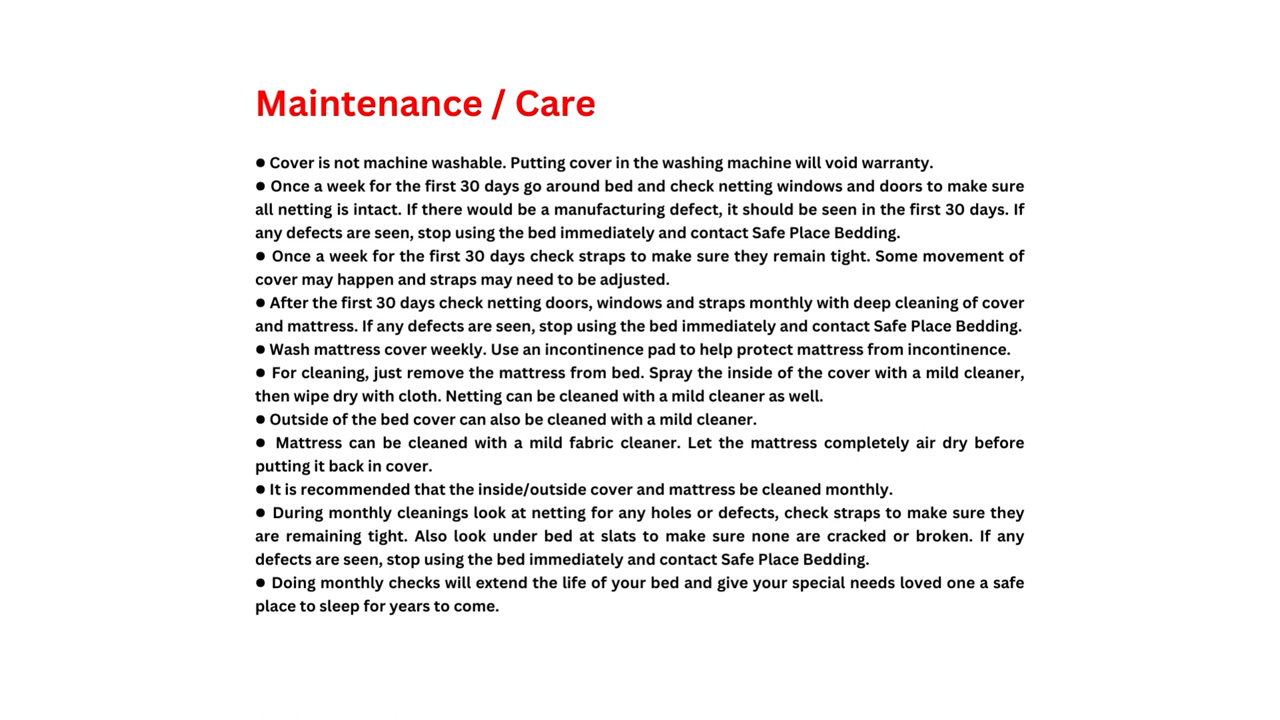 Maintenance / Care
● Cover is not machine washable. Putting cover in the washing machine will void warranty.
● Once a week for the first 30 days go around bed and check netting windows and doors to make sure
all netting is intact. If there would be a manufacturing defect, it should be seen in the first 30 days. If
any defects are seen, stop using the bed immediately and contact Safe Place Bedding.
● Once a week for the first 30 days check straps to make sure they remain tight. Some movement of
cover may happen and straps may need to be adjusted.
● After the first 30 days check netting doors, windows and straps monthly with deep cleaning of cover
and mattress. If any defects are seen, stop using the bed immediately and contact Safe Place Bedding.
● Wash mattress cover weekly. Use an incontinence pad to help protect mattress from incontinence.
● For cleaning, just remove the mattress from bed. Spray the inside of the cover with a mild cleaner,
then wipe dry with cloth. Netting can be cleaned with a mild cleaner as well.
● Outside of the bed cover can also be cleaned with a mild cleaner.
● Mattress can be cleaned with a mild fabric cleaner. Let the mattress completely air dry before
putting it back in cover.
● It is recommended that the inside/outside cover and mattress be cleaned monthly.
● During monthly cleanings look at netting for any holes or defects, check straps to make sure they
are remaining tight. Also look under bed at slats to make sure none are cracked or broken. If any
defects are seen, stop using the bed immediately and contact Safe Place Bedding.
● Doing monthly checks will extend the life of your bed and give your special needs loved one a safe
place to sleep for years to come.